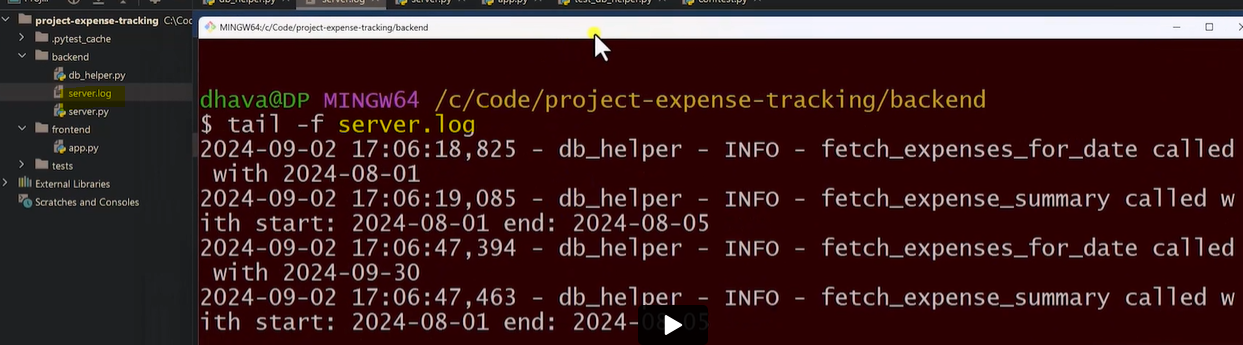 project-expense-tracking C:\Coc
.pytest_cache
backend
db_helper.py
server.log
server.py
frontend
app.py
tests
External Libraries
Scratches and Consoles
MINGW64:/c/Code/project-expense-tracking/backend
dhava@DP MINGW64 /c/Code/project-expense-tracking/backend
$ tail -f server.log
2024-09-02 17:06:18,825 - db_helper - INFO - fetch_expenses_for_date called
with 2024-08-01
2024-09-02 17:06:19,085 - db_helper - INFO - fetch_expense_summary called w
ith start: 2024-08-01 end: 2024-08-05
2024-09-02 17:06:47,394 - db_helper - INFO - fetch_expenses_for_date called
with 2024-09-30
2024-09-02 17:06:47,463 - db_helper - INFO - fetch_expense_summary called w
ith start: 2024-08-01 end: 2024-08-05